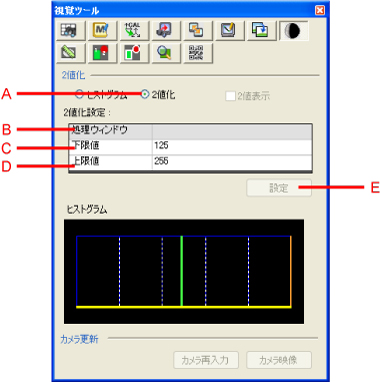 視覚ツール
+CAL
2値化
A
ヒストグラム 2値化 2値表示
2値化設定：
B 処理ウィンドウ
C 下限値 125
D 上限値 255
設定 E
ヒストグラム
カメラ更新
カメラ再入力 カメラ映像